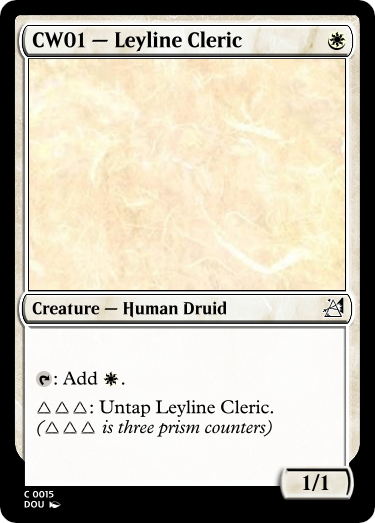 CW01 — Leyline Cleric
Creature — Human Druid
: Add .
△△△: Untap Leyline Cleric.
(△△△ is three prism counters)
1/1
C 0015
DOU